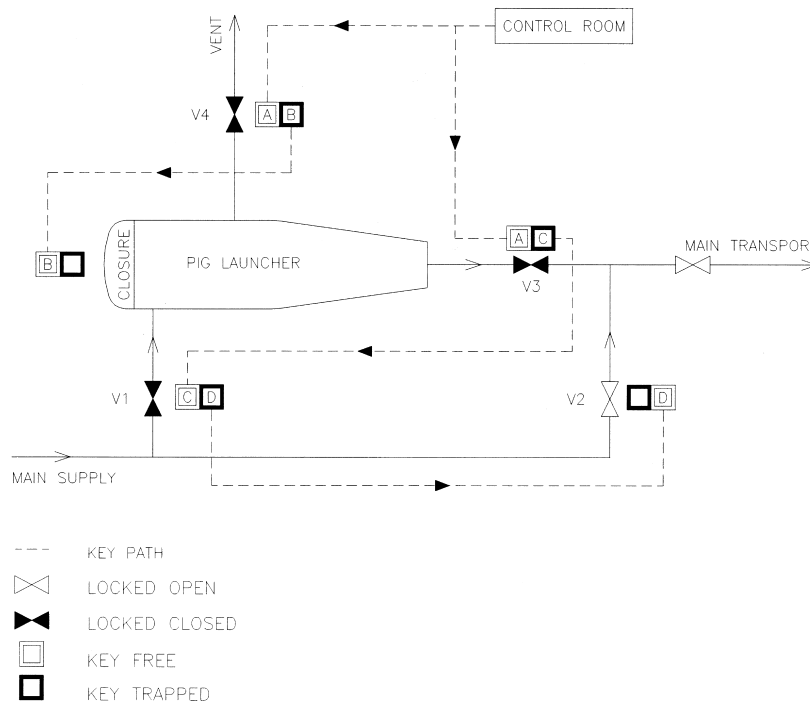 CONTROL ROOM
VENT
V4
A B
B
CLOSURE
PIG LAUNCHER
A C
V3
MAIN TRANSPOR
V1
C D
V2
D
MAIN SUPPLY
KEY PATH
LOCKED OPEN
LOCKED CLOSED
KEY FREE
KEY TRAPPED